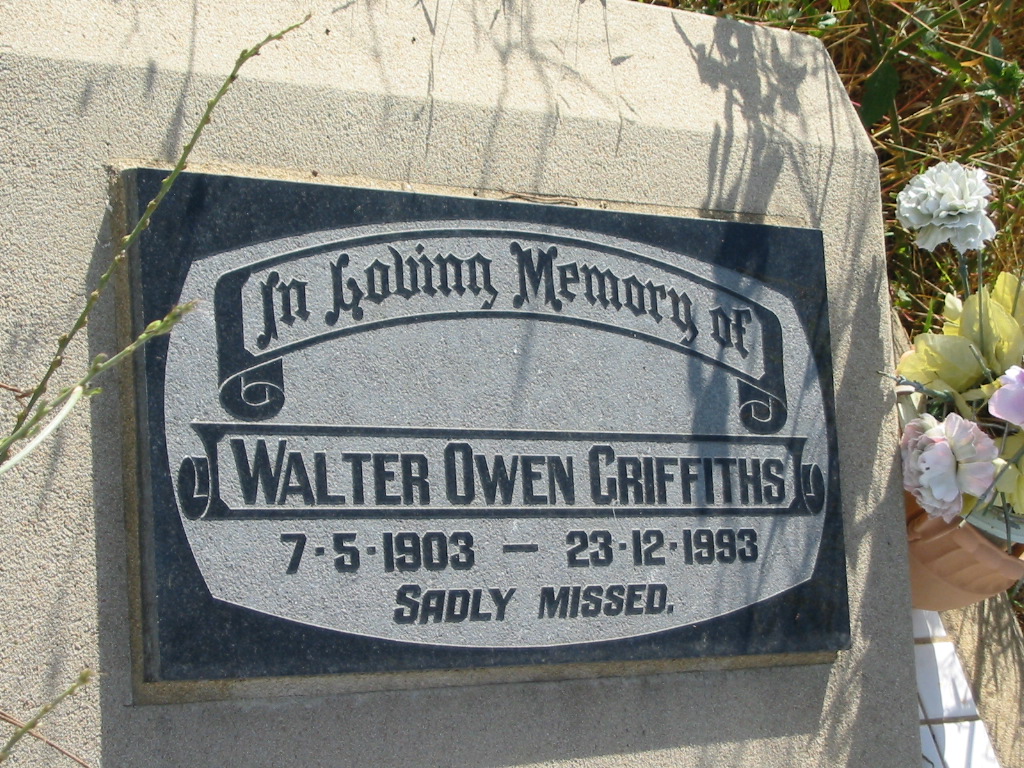 In Loving Memory of
WALTER OWEN GRIFFITHS
7·5·1903 – 23·12·1993
SADLY MISSED.